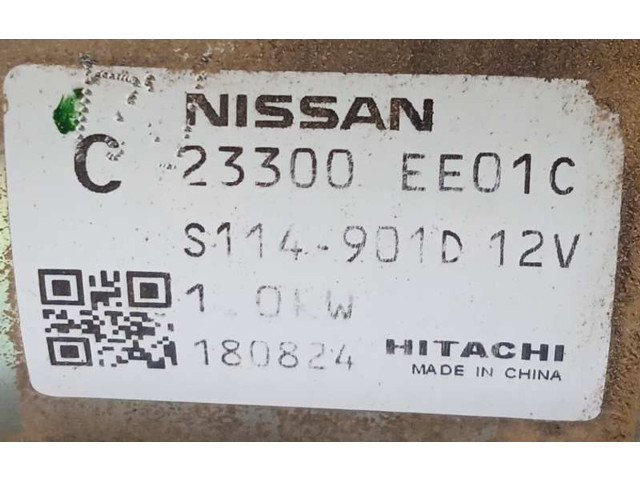 NISSAN
C 23300 EE01C
S114-901D 12V
1.0KW
180824 HITACHI
MADE IN CHINA